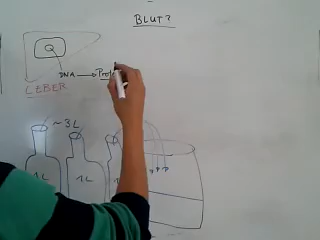 BLUT?
DNA → Prot
LEBER
~3L
1L
1L